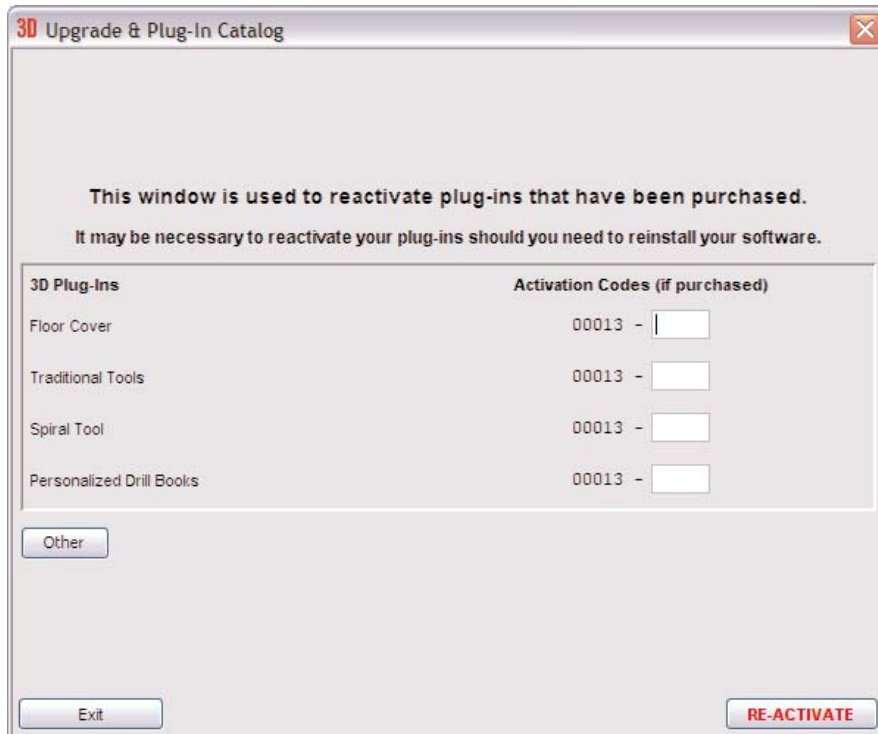 3D Upgrade & Plug-In Catalog
This window is used to reactivate plug-ins that have been purchased.
It may be necessary to reactivate your plug-ins should you need to reinstall your software.
3D Plug-Ins Activation Codes (if purchased)
Floor Cover 00013 -
Traditional Tools 00013 -
Spiral Tool 00013 -
Personalized Drill Books 00013 -
Other
Exit RE-ACTIVATE